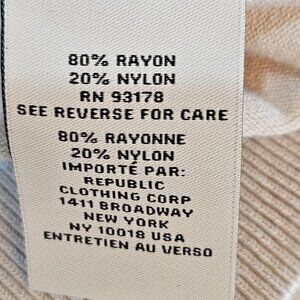 80% RAYON
20% NYLON
RN 93178
SEE REVERSE FOR CARE
80% RAYONNE
20% NYLON
IMPORTÉ PAR:
REPUBLIC
CLOTHING CORP
1411 BROADWAY
NEW YORK
NY 10018 USA
ENTRETIEN AU VERSO